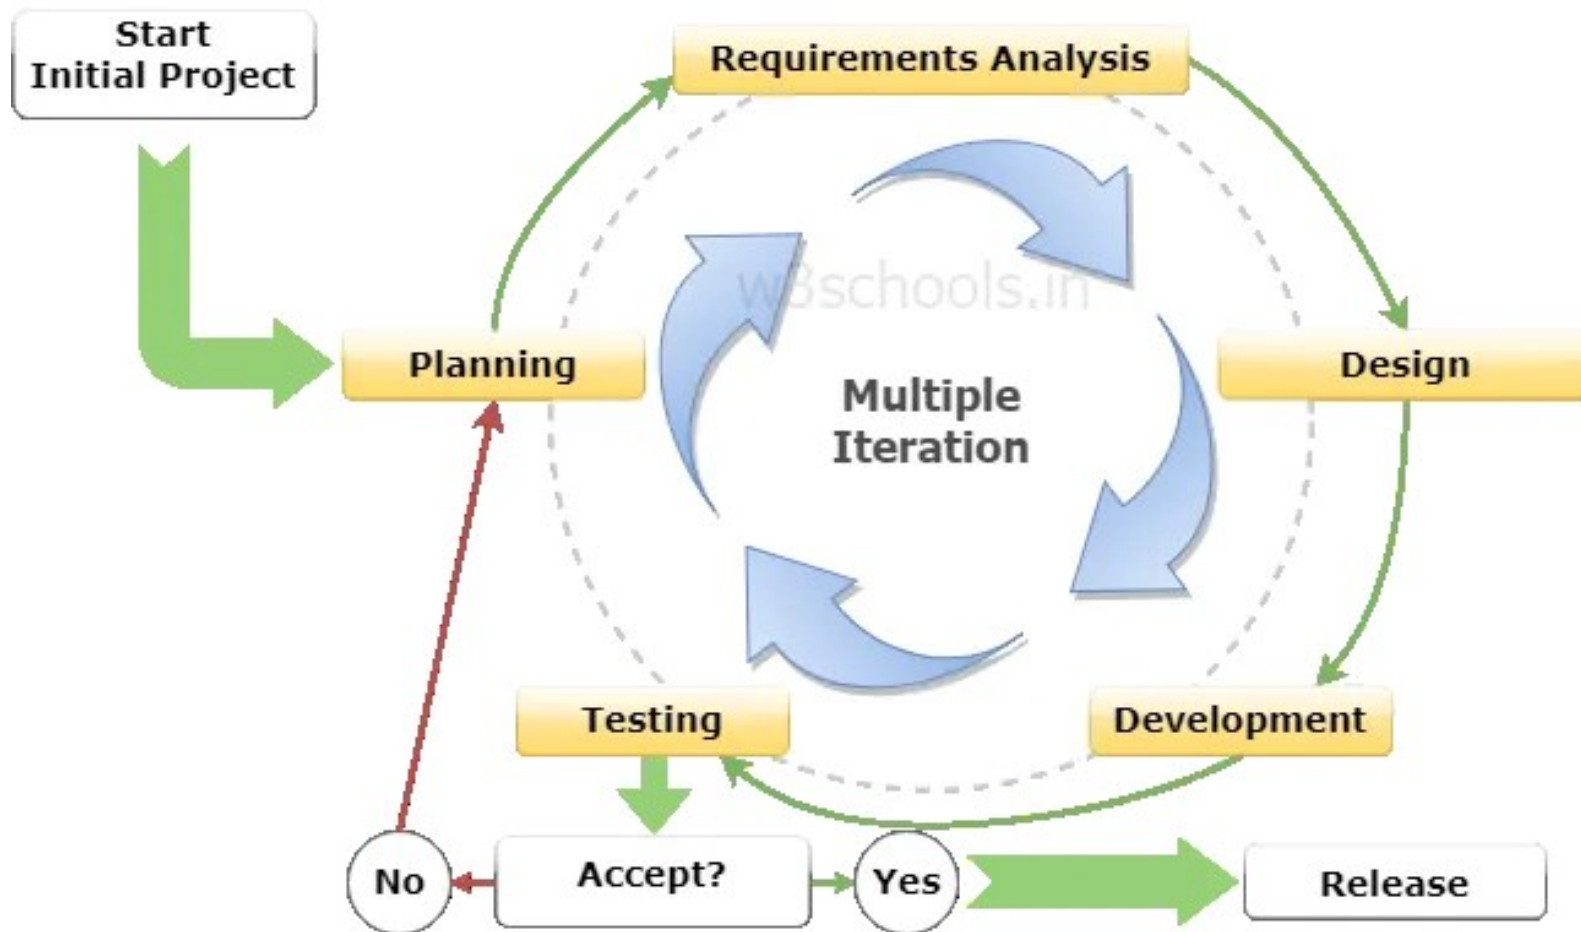 Start
Initial Project
Requirements Analysis
w3schools.in
Planning
Design
Multiple
Iteration
Testing
Development
No
Accept?
Yes
Release